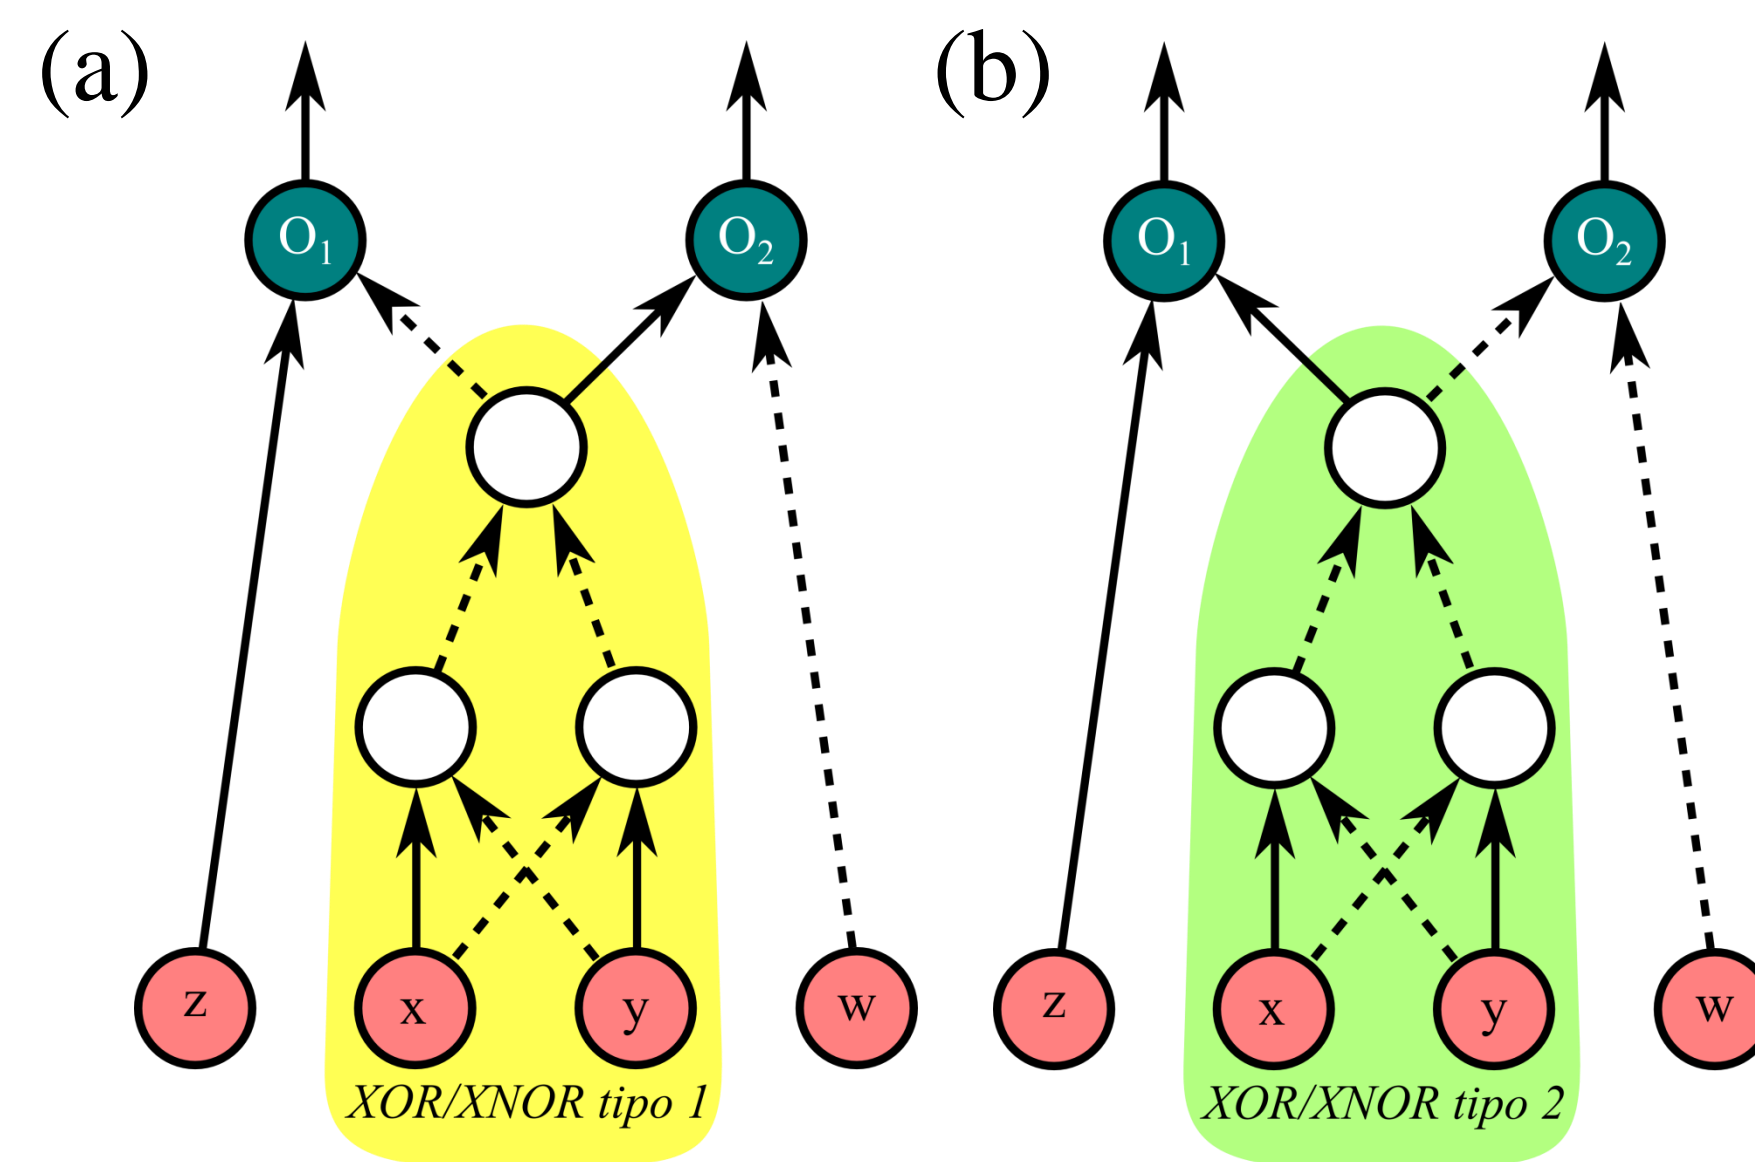 (a)
(b)
O₁
O₂
O₁
O₂
z
x
y
w
z
x
y
w
XOR/XNOR tipo 1
XOR/XNOR tipo 2